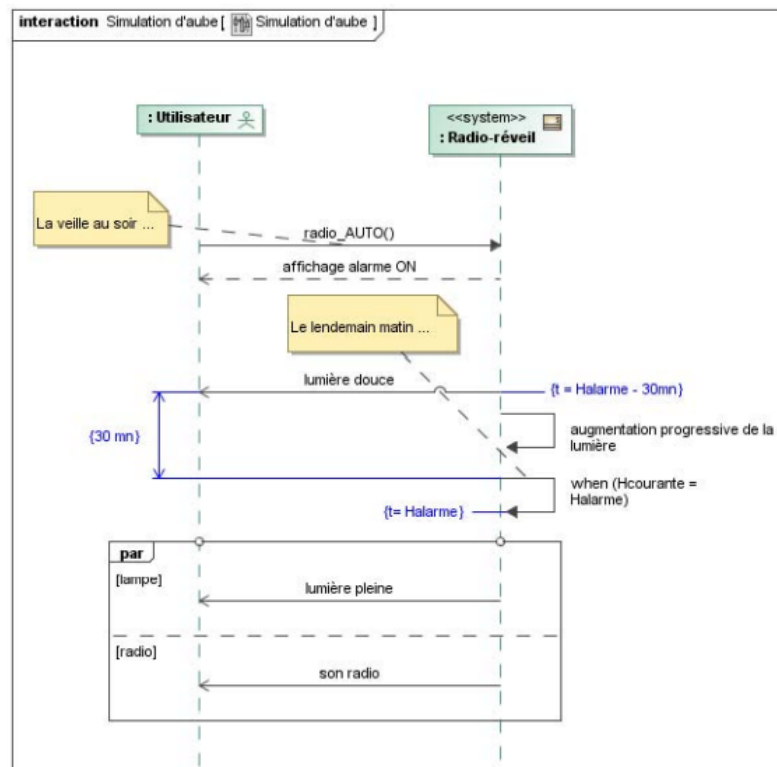 interaction Simulation d'aube [ Simulation d'aube ]
: Utilisateur
<<system>>
: Radio-réveil
La veille au soir ...
radio_AUTO()
affichage alarme ON
Le lendemain matin ...
lumière douce
{t = Halarme - 30mn}
{30 mn}
augmentation progressive de la
lumière
when (Hcourante =
Halarme)
{t= Halarme}
par
[lampe]
lumière pleine
[radio]
son radio